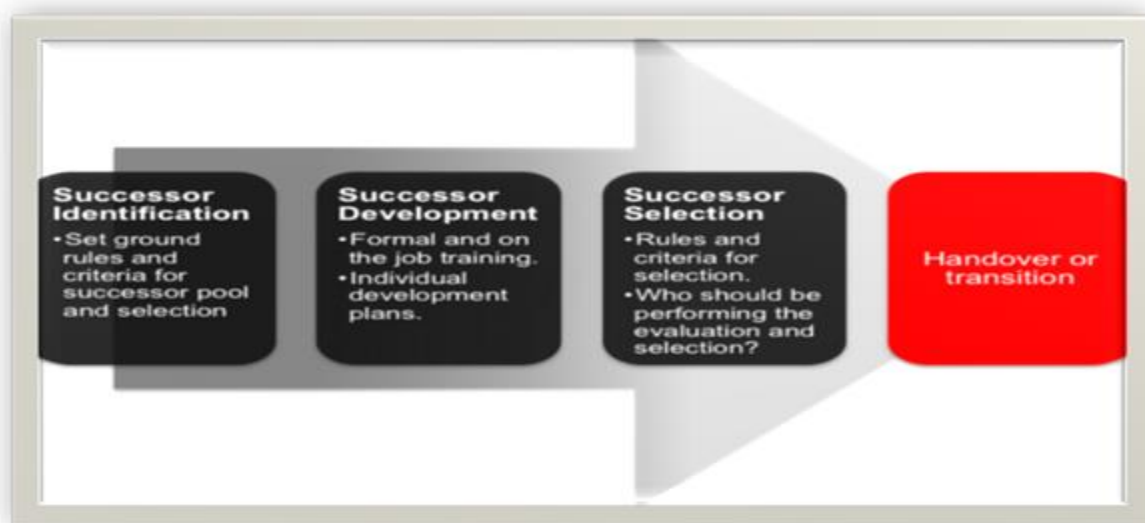 Successor
Identification
•Set ground
rules and
criteria for
successor pool
and selection
Successor
Development
•Formal and on
the job training.
•Individual
development
plans.
Successor
Selection
•Rules and
criteria for
selection.
•Who should be
performing the
evaluation and
selection?
Handover or
transition